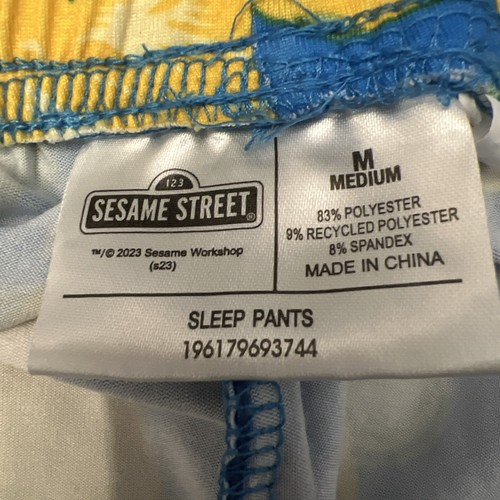 123
SESAME STREET®
™/© 2023 Sesame Workshop
(s23)
M
MEDIUM
83% POLYESTER
9% RECYCLED POLYESTER
8% SPANDEX
MADE IN CHINA
SLEEP PANTS
196179693744